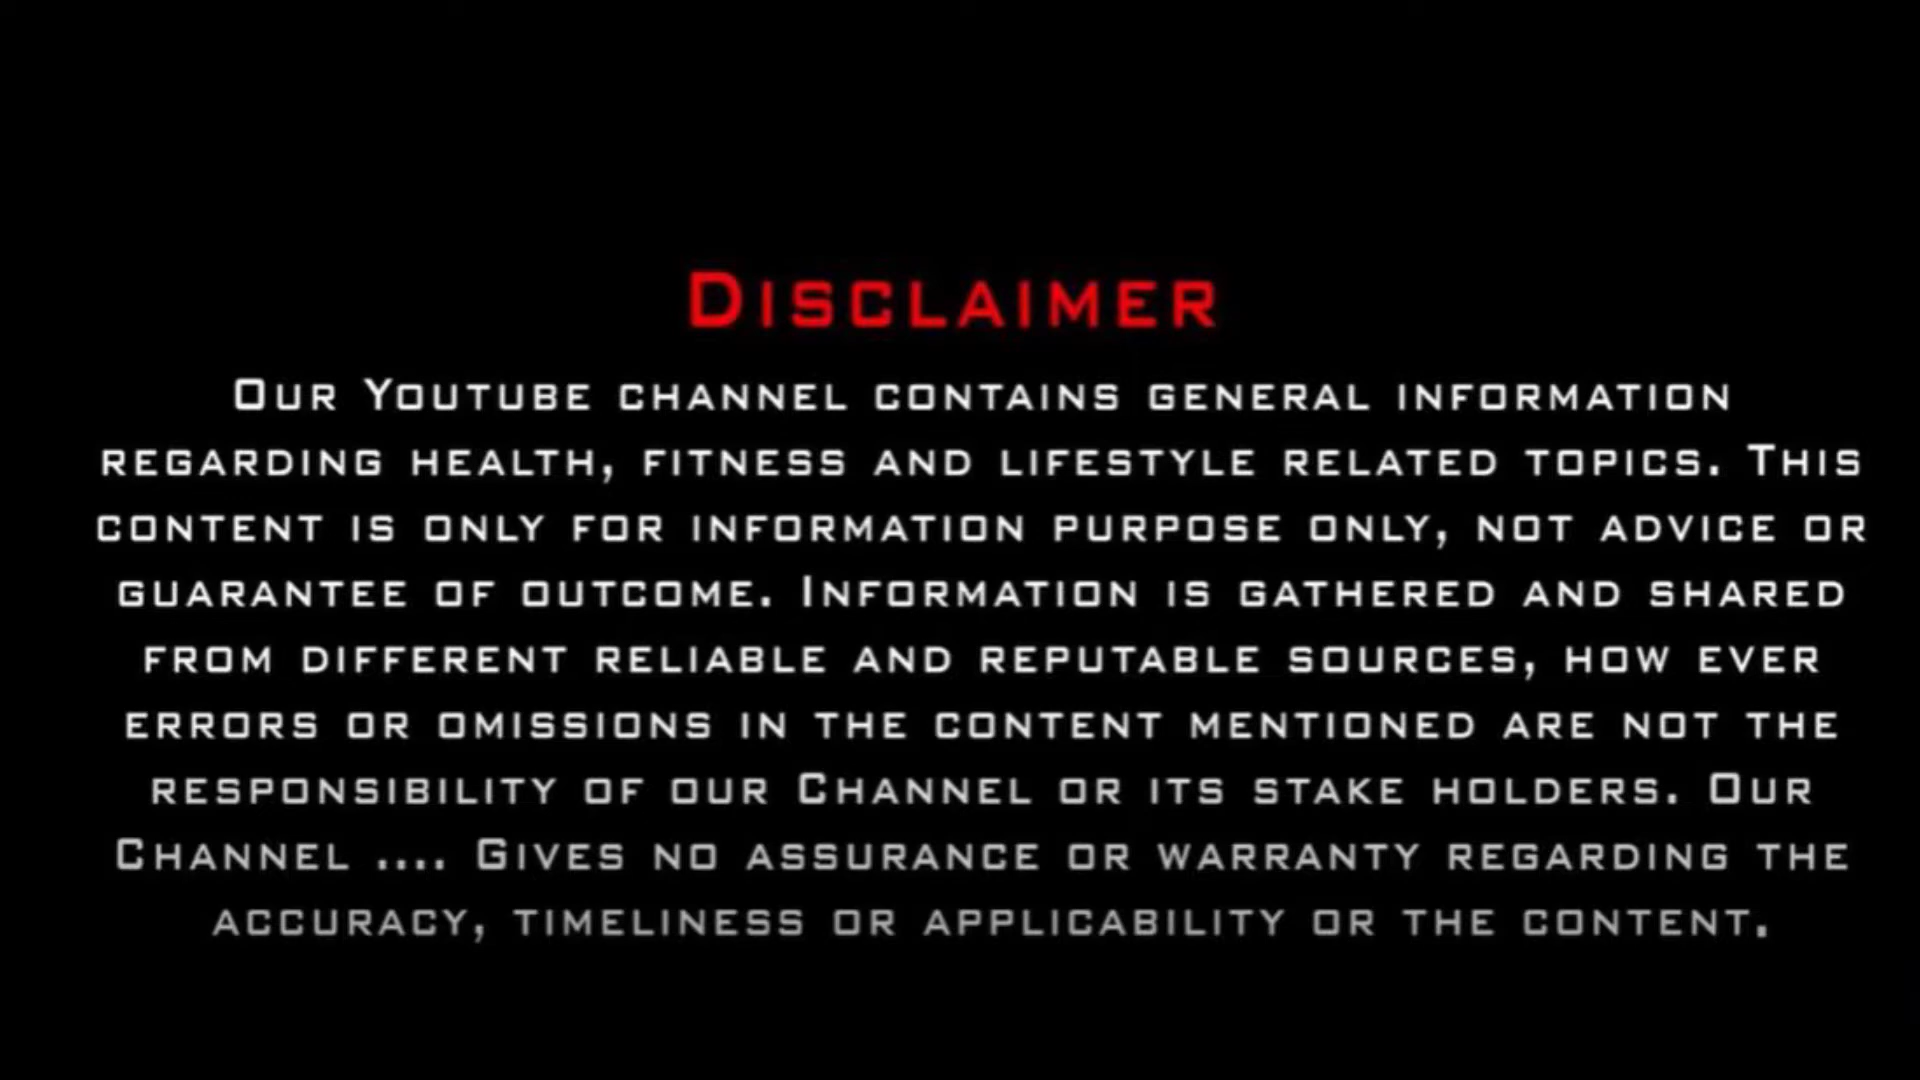 Disclaimer
Our Youtube channel contains general information
regarding health, fitness and lifestyle related topics. This
content is only for information purpose only, not advice or
guarantee of outcome. Information is gathered and shared
from different reliable and reputable sources, how ever
errors or omissions in the content mentioned are not the
responsibility of our Channel or its stake holders. Our
Channel .... Gives no assurance or warranty regarding the
accuracy, timeliness or applicability or the content.